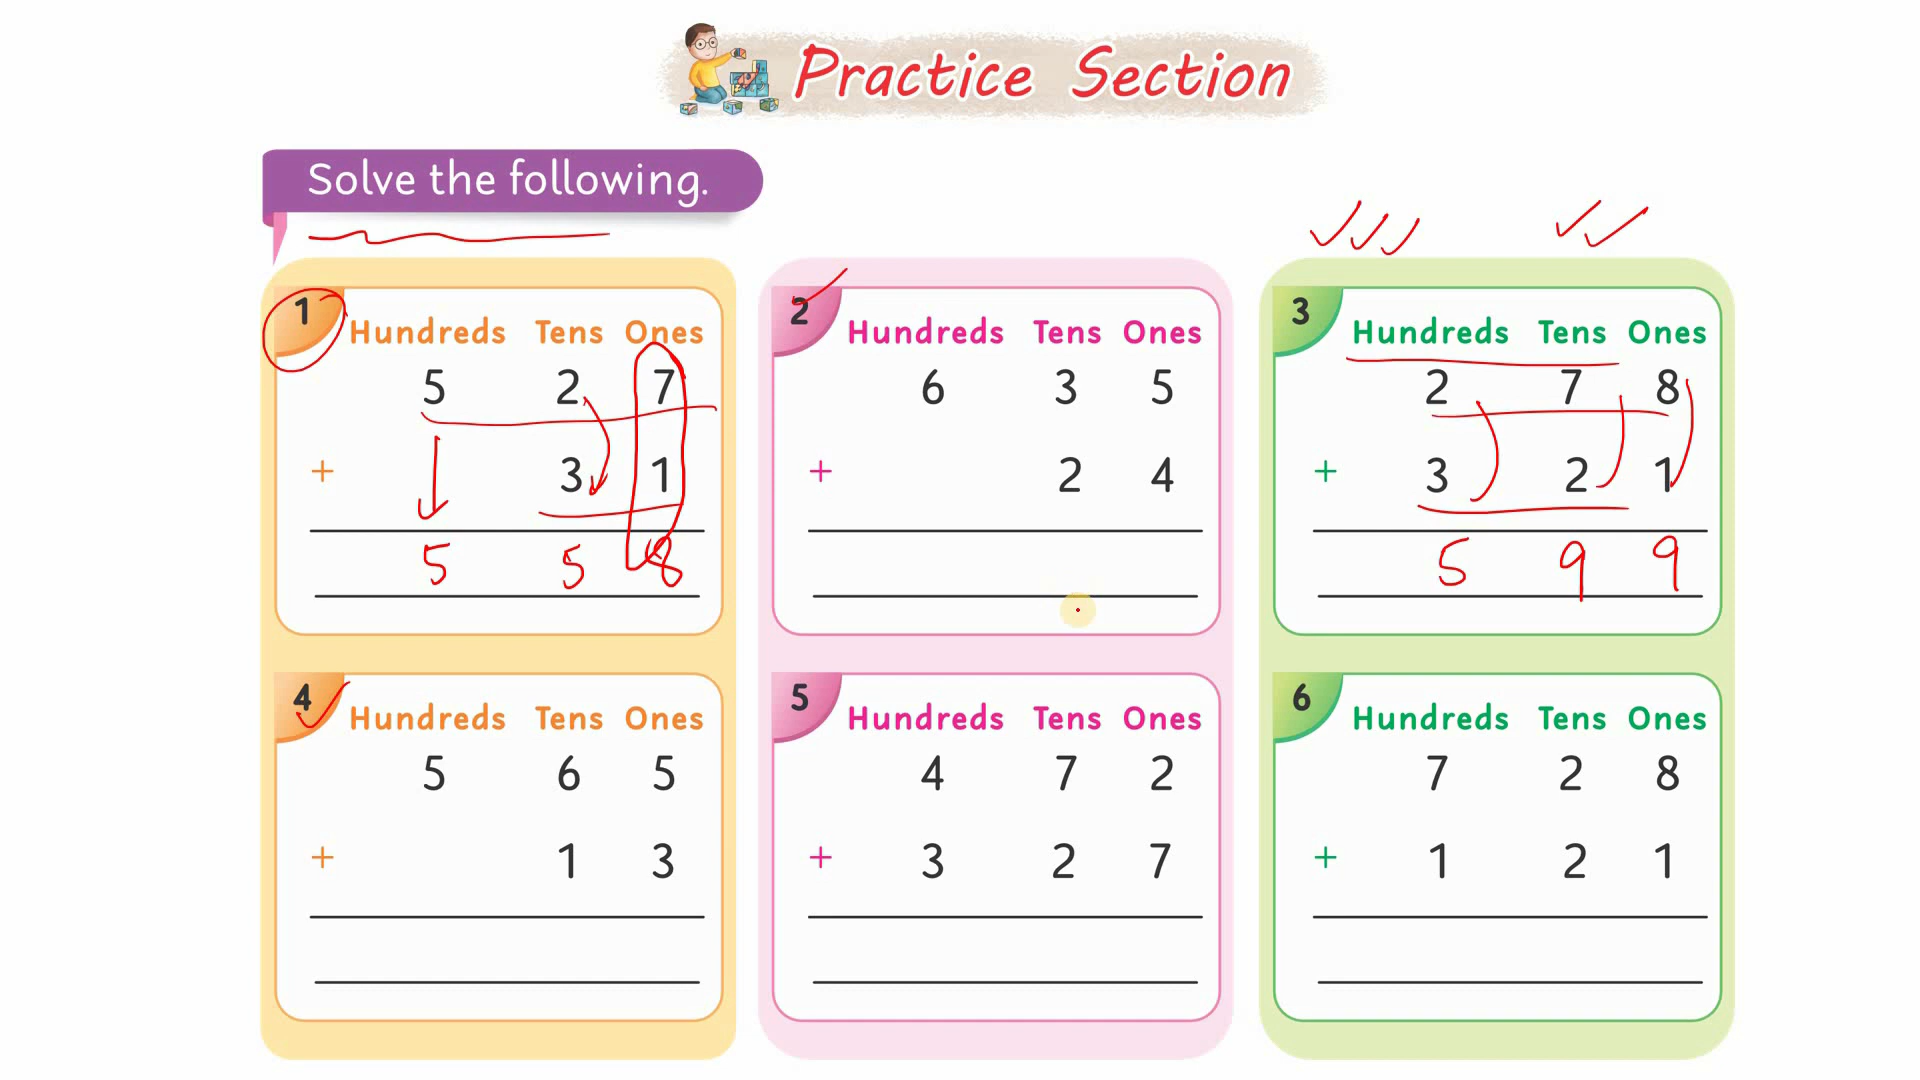 Practice Section
Solve the following.
1
Hundreds Tens Ones
5 2 7
+ 3 1
5 5 8
2
Hundreds Tens Ones
6 3 5
+ 2 4
3
Hundreds Tens Ones
2 7 8
+ 3 2 1
5 9 9
4
Hundreds Tens Ones
5 6 5
+ 1 3
5
Hundreds Tens Ones
4 7 2
+ 3 2 7
6
Hundreds Tens Ones
7 2 8
+ 1 2 1